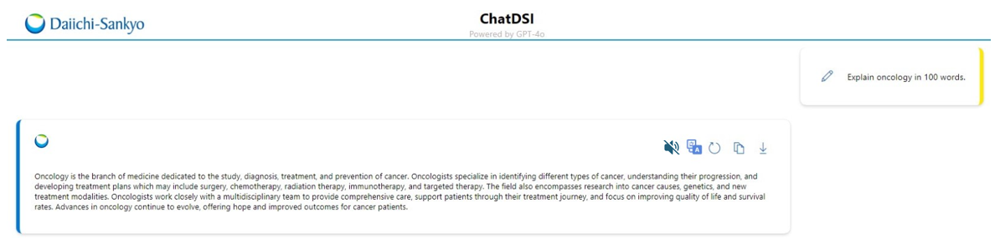 Daiichi-Sankyo
ChatDSI
Powered by GPT-4o
Explain oncology in 100 words.
Oncology is the branch of medicine dedicated to the study, diagnosis, treatment, and prevention of cancer. Oncologists specialize in identifying different types of cancer, understanding their progression, and
developing treatment plans which may include surgery, chemotherapy, radiation therapy, immunotherapy, and targeted therapy. The field also encompasses research into cancer causes, genetics, and new
treatment modalities. Oncologists work closely with a multidisciplinary team to provide comprehensive care, support patients through their treatment journey, and focus on improving quality of life and survival
rates. Advances in oncology continue to evolve, offering hope and improved outcomes for cancer patients.